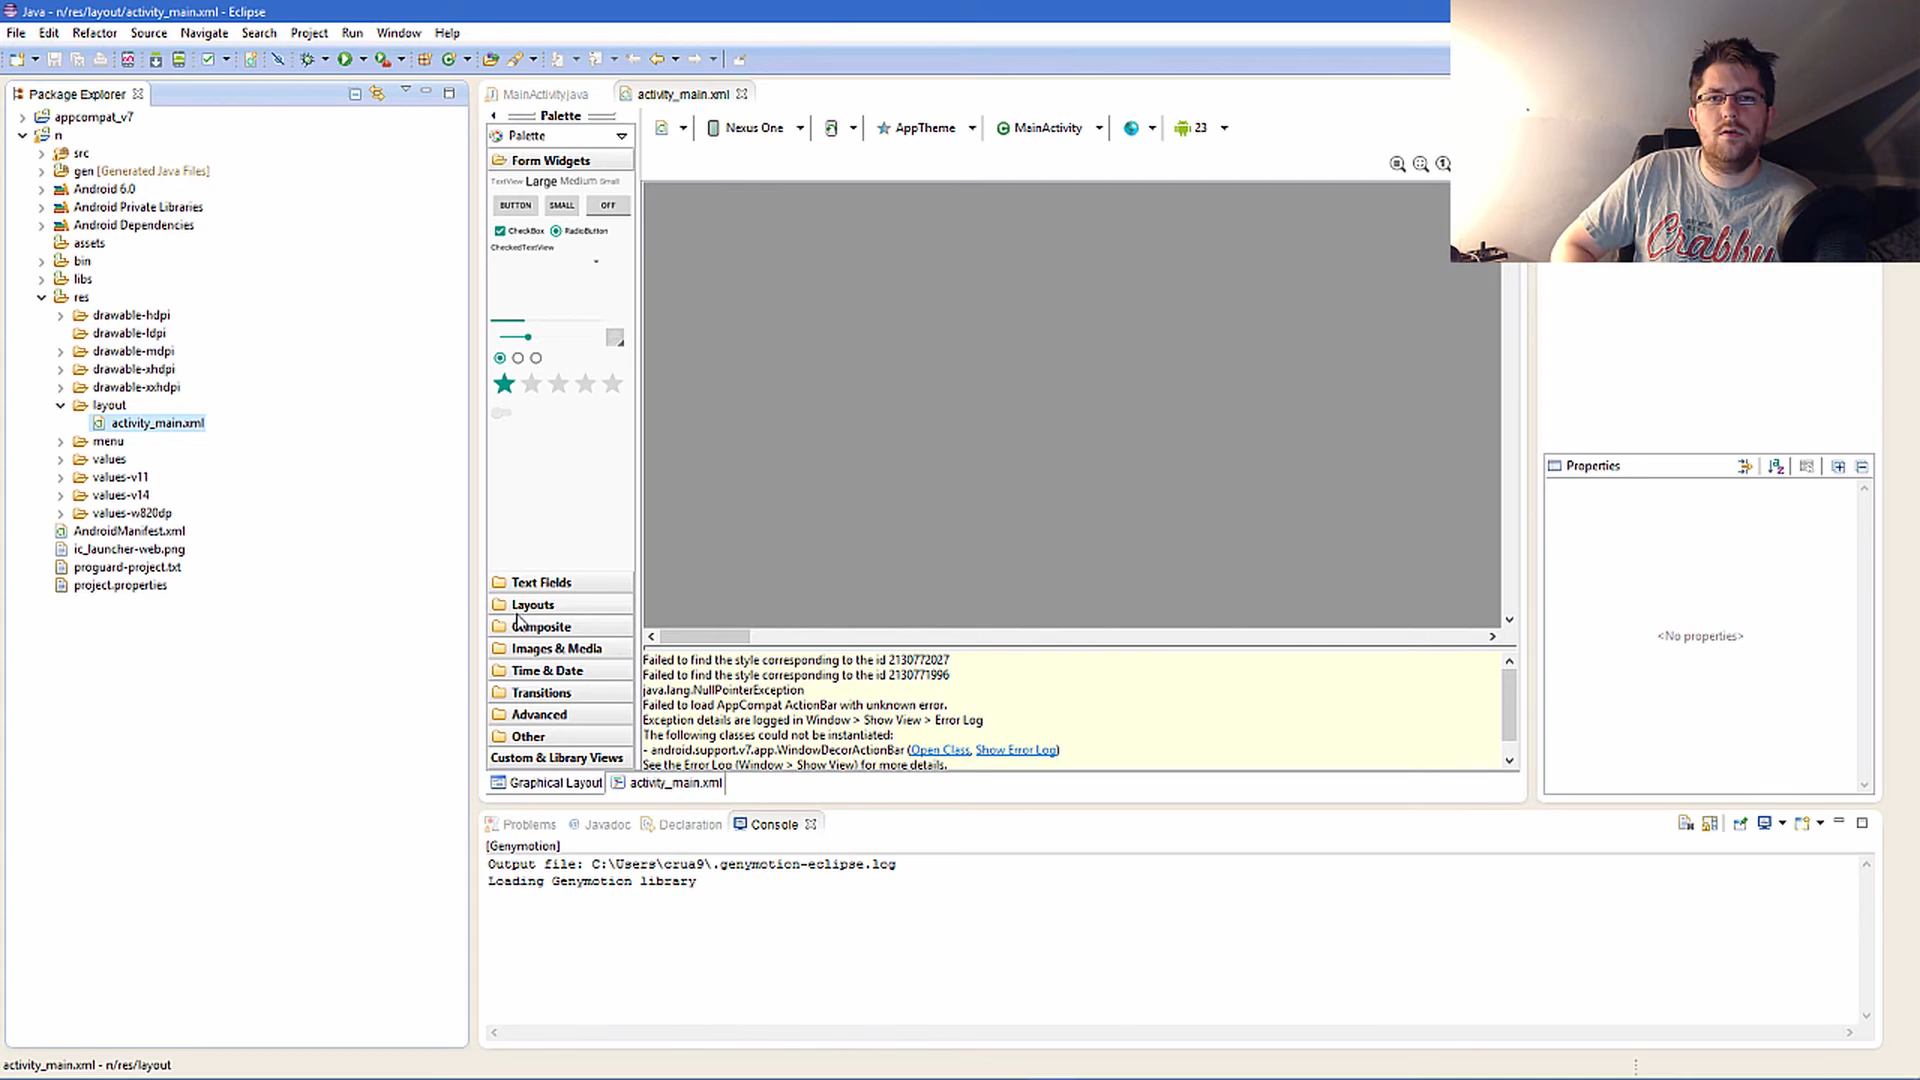 Java - n/res/layout/activity_main.xml - Eclipse
File Edit Refactor Source Navigate Search Project Run Window Help
Package Explorer
appcompat_v7
n
src
gen [Generated Java Files]
Android 6.0
Android Private Libraries
Android Dependencies
assets
bin
libs
res
drawable-hdpi
drawable-ldpi
drawable-mdpi
drawable-xhdpi
drawable-xxhdpi
layout
activity_main.xml
menu
values
values-v11
values-v14
values-w820dp
AndroidManifest.xml
ic_launcher-web.png
proguard-project.txt
project.properties
MainActivity.java activity_main.xml
Palette
Palette
Nexus One AppTheme MainActivity 23
Form Widgets
TextView Large Medium Small
BUTTON SMALL OFF
CheckBox RadioButton
CheckedTextView
Text Fields
Layouts
Composite
Images & Media
Time & Date
Transitions
Advanced
Other
Custom & Library Views
Crabby
Properties
<No properties>
Failed to find the style corresponding to the id 2130772027
Failed to find the style corresponding to the id 2130771996
java.lang.NullPointerException
Failed to load AppCompat ActionBar with unknown error.
Exception details are logged in Window > Show View > Error Log
The following classes could not be instantiated:
- android.support.v7.app.WindowDecorActionBar (Open Class, Show Error Log)
See the Error Log (Window > Show View) for more details.
Graphical Layout activity_main.xml
Problems Javadoc Declaration Console
[Genymotion]
Output file: C:\Users\crua9\.genymotion-eclipse.log
Loading Genymotion library
activity_main.xml - n/res/layout